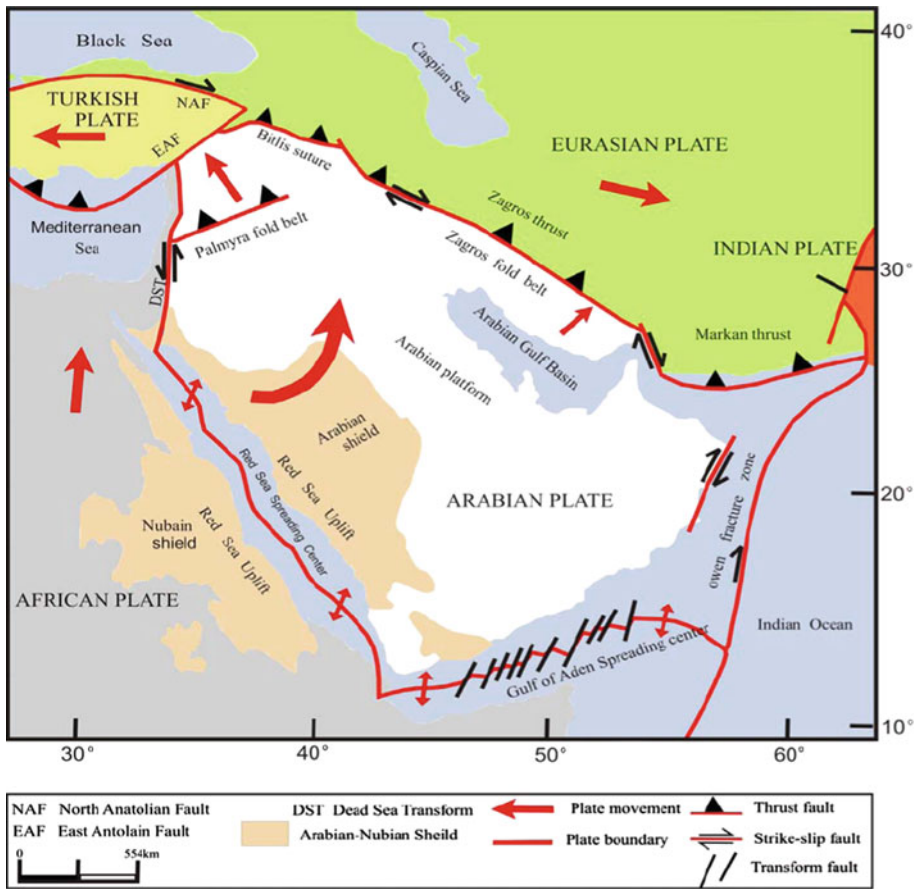 Black Sea
Caspian Sea
40°
TURKISH
PLATE
NAF
EAF
Bitlis suture
EURASIAN PLATE
Mediterranean
Sea
Palmyra fold belt
Zagros thrust
Zagros fold belt
INDIAN PLATE
30°
DST
Arabian Gulf Basin
Markan thrust
Arabian platform
Arabian
shield
Red Sea Uplift
Red Sea Spreading Center
ARABIAN PLATE
20°
Nubain
shield
Red Sea Uplift
owen fracture zone
AFRICAN PLATE
Indian Ocean
Gulf of Aden Spreading center
10°
30°
40°
50°
60°
NAF North Anatolian Fault
DST Dead Sea Transform
Plate movement
Thrust fault
EAF East Antolain Fault
Arabian-Nubian Sheild
Plate boundary
Strike-slip fault
0 554km
Transform fault